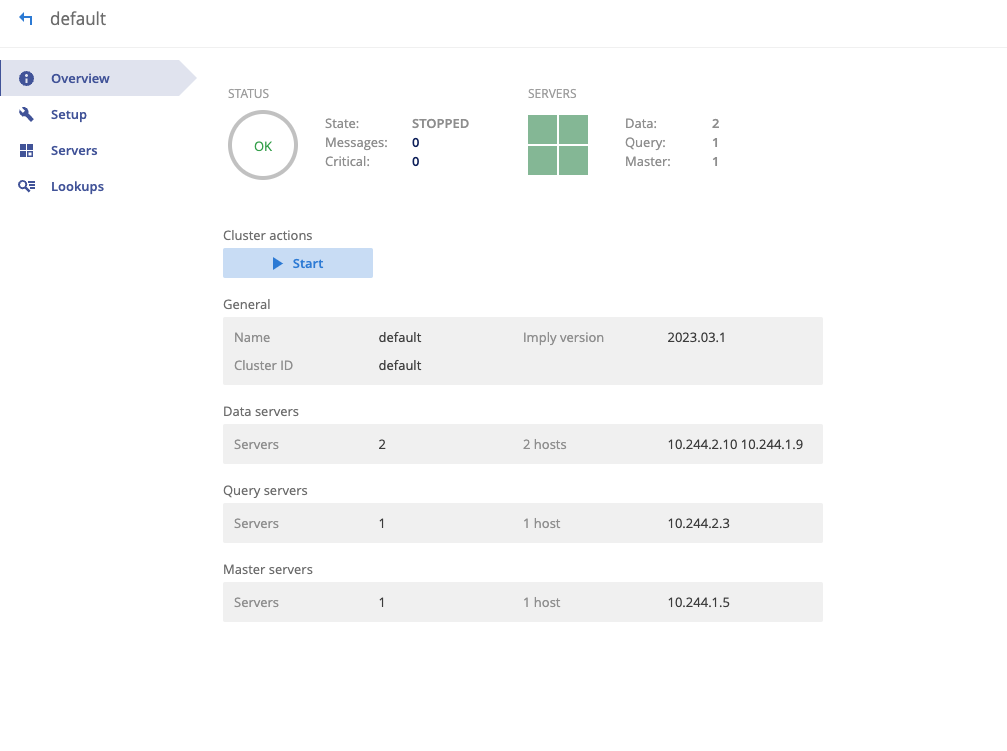 default
Overview
Setup
Servers
Lookups
STATUS
OK
State: STOPPED
Messages: 0
Critical: 0
SERVERS
Data: 2
Query: 1
Master: 1
Cluster actions
Start
General
Name default Imply version 2023.03.1
Cluster ID default
Data servers
Servers 2 2 hosts 10.244.2.10 10.244.1.9
Query servers
Servers 1 1 host 10.244.2.3
Master servers
Servers 1 1 host 10.244.1.5